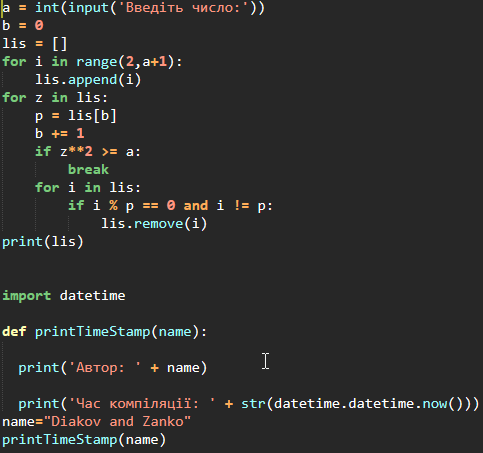 a = int(input('Введіть число:'))
b = 0
lis = []
for i in range(2,a+1):
    lis.append(i)
for z in lis:
    p = lis[b]
    b += 1
    if z**2 >= a:
        break
    for i in lis:
        if i % p == 0 and i != p:
            lis.remove(i)
print(lis)
import datetime
def printTimeStamp(name):
  print('Автор: ' + name)
  print('Час компіляції: ' + str(datetime.datetime.now()))
name="Diakov and Zanko"
printTimeStamp(name)